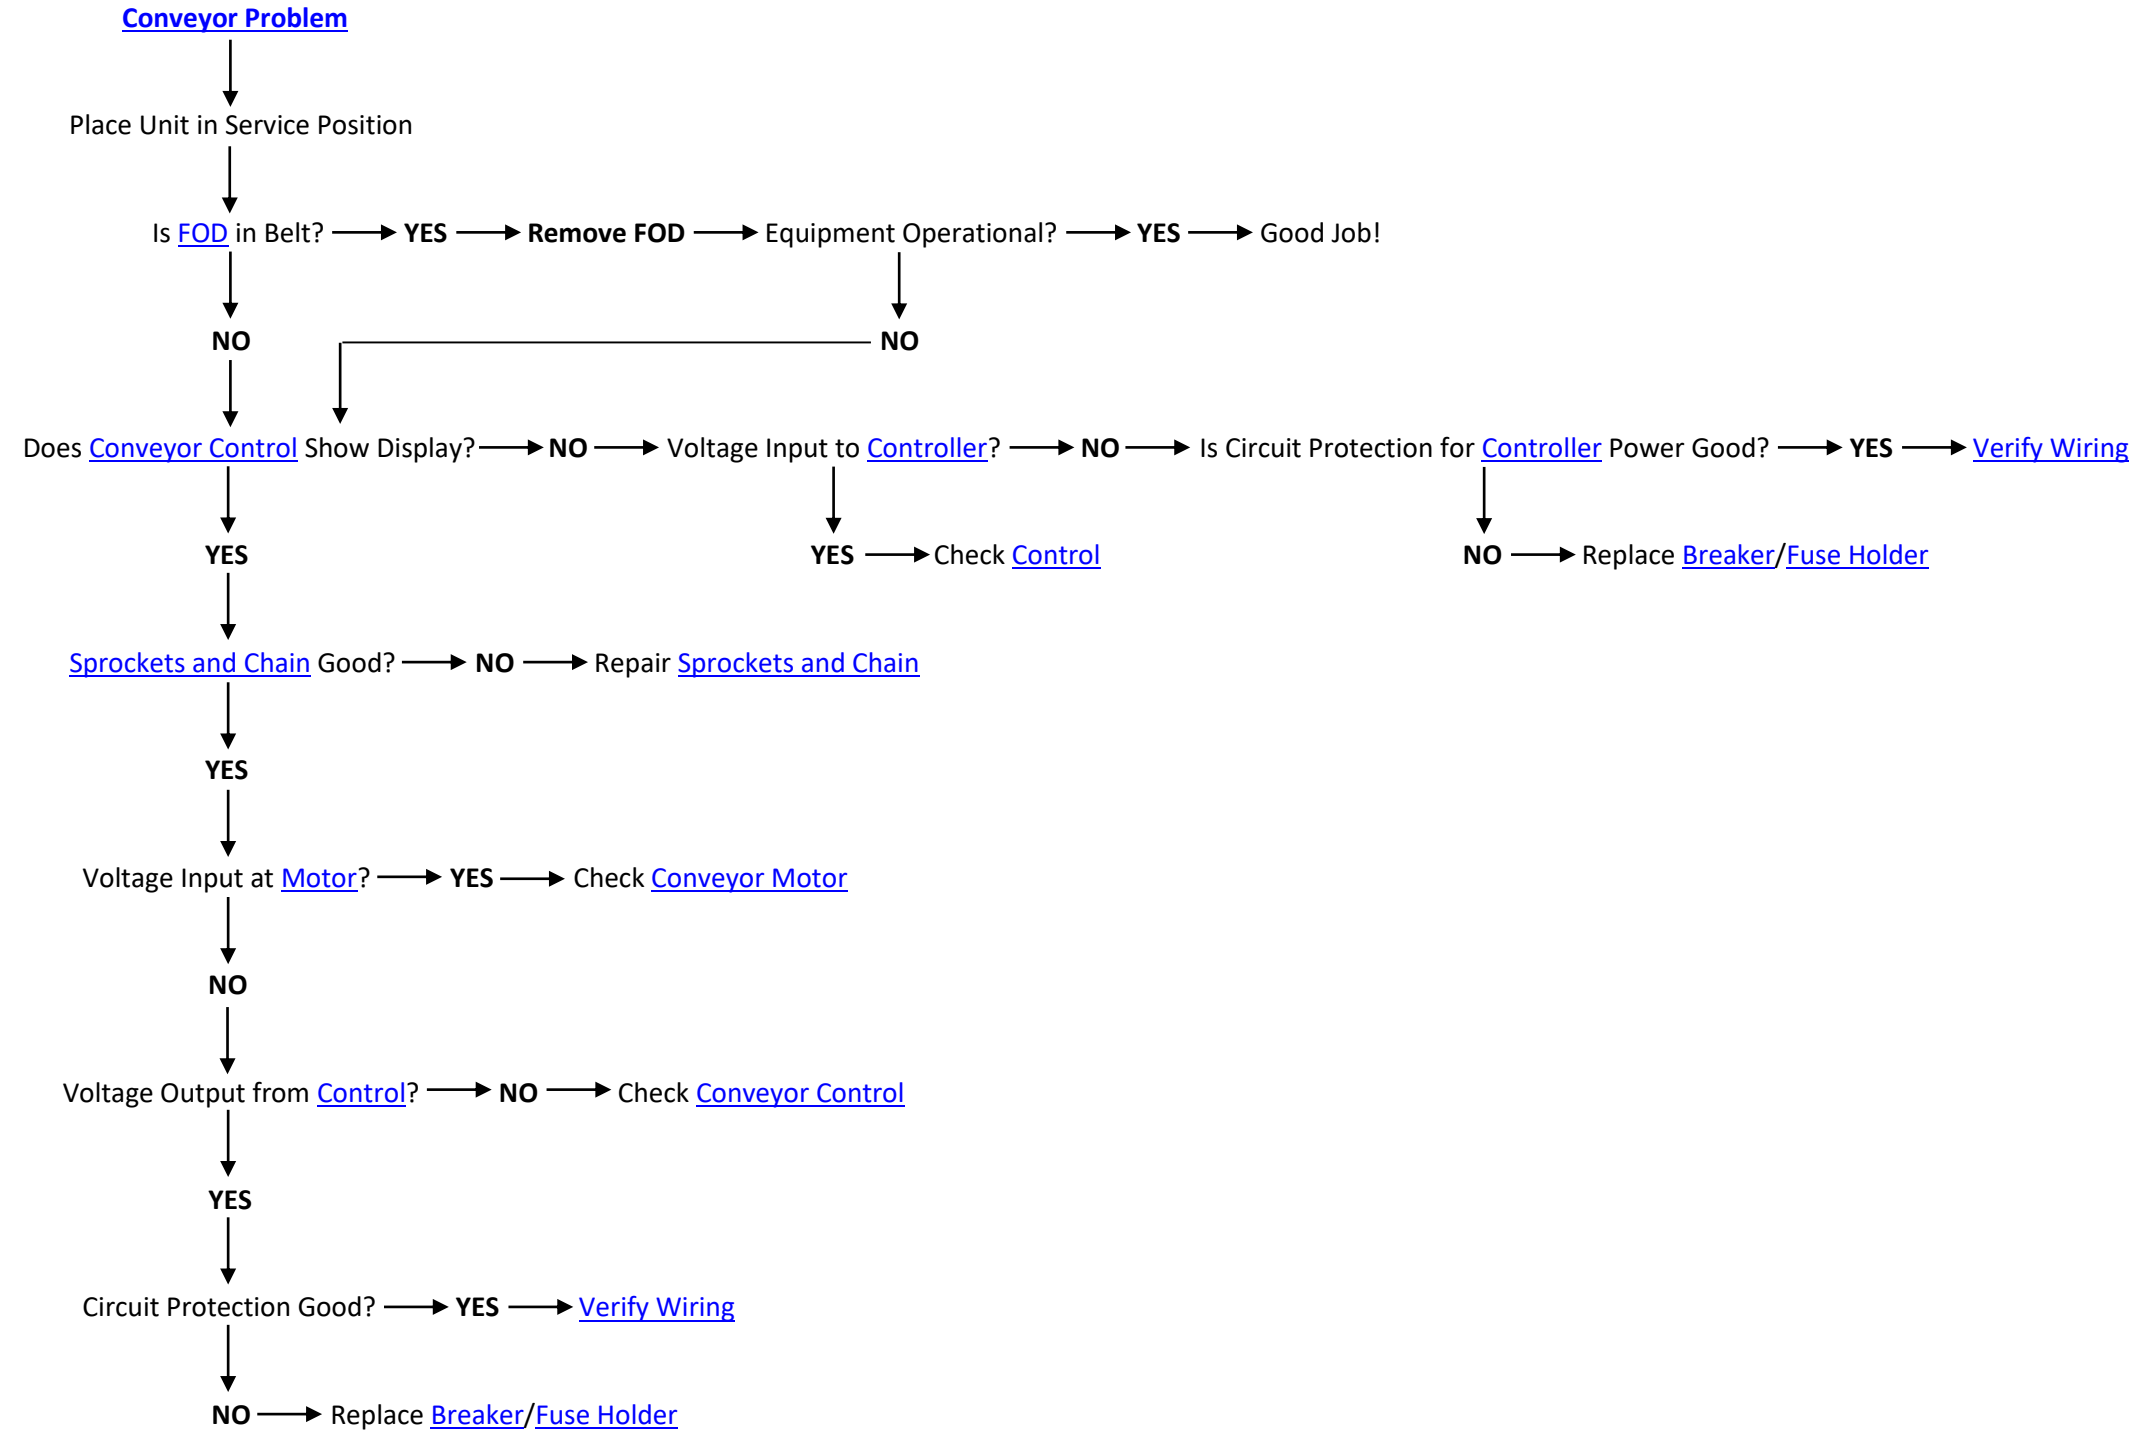 Conveyor Problem
Place Unit in Service Position
Is FOD in Belt? YES Remove FOD Equipment Operational? YES Good Job!
NO NO
Does Conveyor Control Show Display? NO Voltage Input to Controller? NO Is Circuit Protection for Controller Power Good? YES Verify Wiring
YES YES Check Control NO Replace Breaker/Fuse Holder
Sprockets and Chain Good? NO Repair Sprockets and Chain
YES
Voltage Input at Motor? YES Check Conveyor Motor
NO
Voltage Output from Control? NO Check Conveyor Control
YES
Circuit Protection Good? YES Verify Wiring
NO Replace Breaker/Fuse Holder